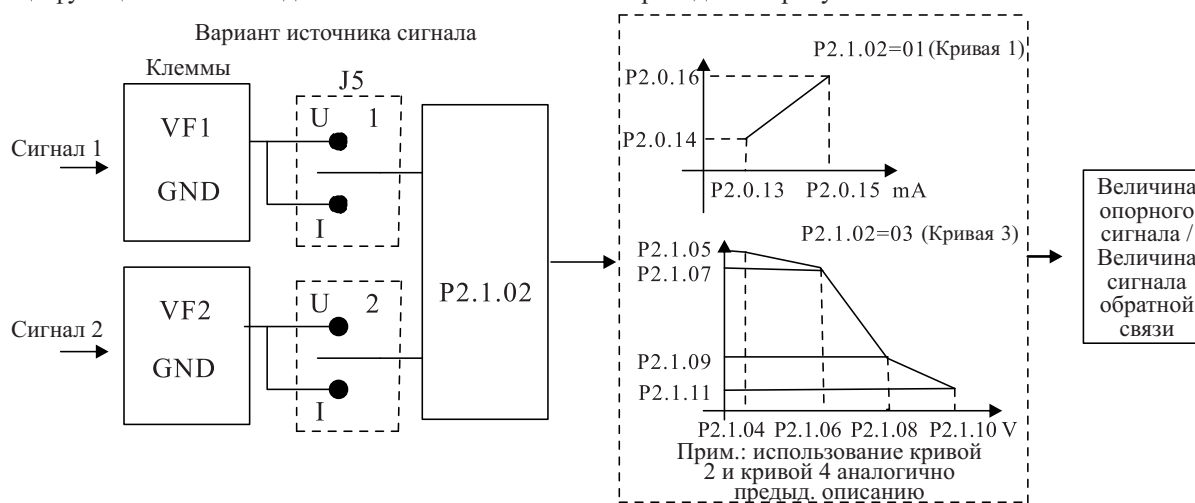 Вариант источника сигнала
Клеммы
J5
Сигнал 1
VF1
GND
U 1
I
Сигнал 2
VF2
GND
U 2
I
P2.1.02
P2.1.02=01 (Кривая 1)
P2.0.16
P2.0.14
P2.0.13 P2.0.15 mA
P2.1.02=03 (Кривая 3)
P2.1.05
P2.1.07
P2.1.09
P2.1.11
P2.1.04 P2.1.06 P2.1.08 P2.1.10 V
Прим.: использование кривой
2 и кривой 4 аналогично
предыд. описанию
Величина
опорного
сигнала /
Величина
сигнала
обратной
связи